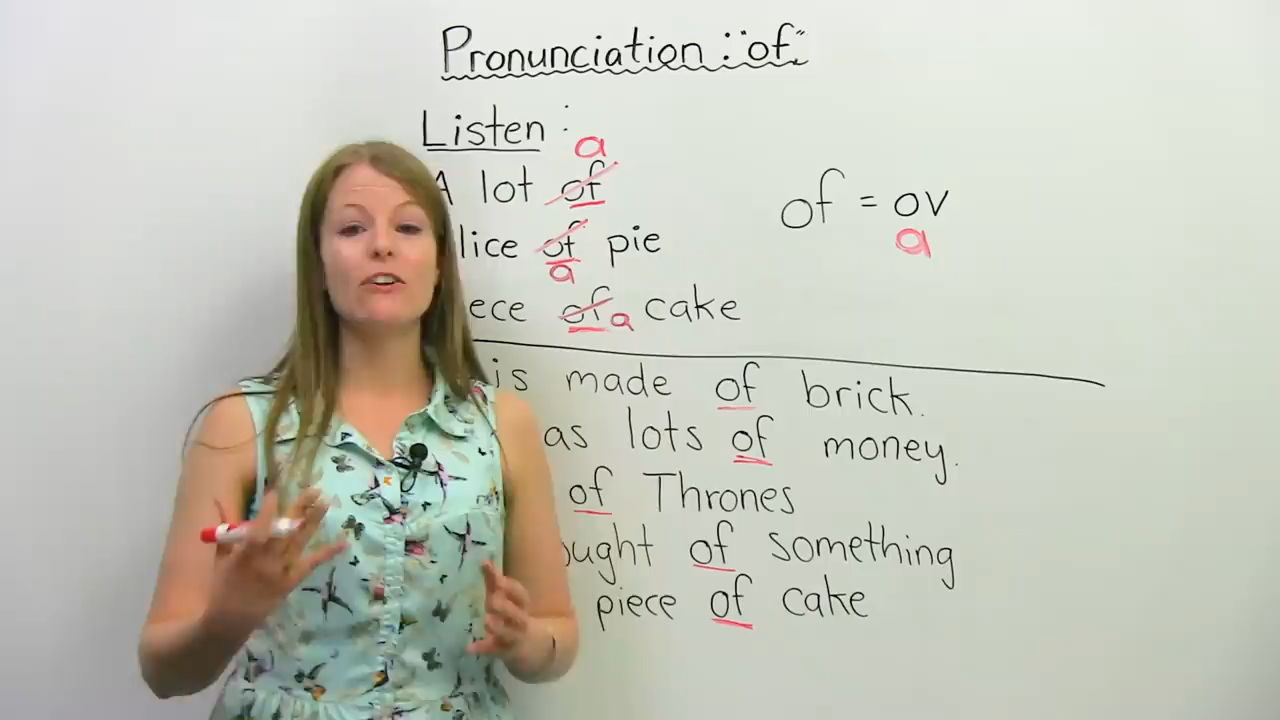 Pronunciation : "of"
Listen :
a
A lot of
of = ov
a
lice of pie
a
ece of a cake
is made of brick.
as lots of money.
of Thrones
ought of something
piece of cake